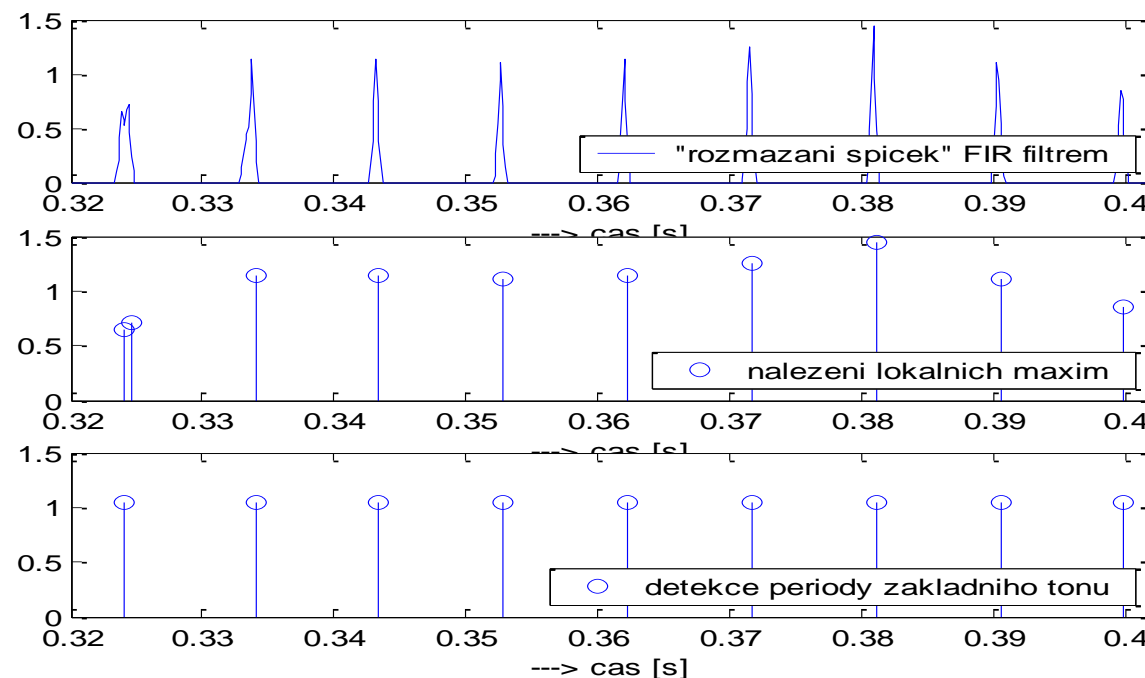 1.5
1
0.5
0
0.32 0.33 0.34 0.35 0.36 0.37 0.38 0.39 0.4
"rozmazani spicek" FIR filtrem
---> cas [s]
1.5
1
0.5
0
0.32 0.33 0.34 0.35 0.36 0.37 0.38 0.39 0.4
nalezeni lokalnich maxim
---> cas [s]
1.5
1
0.5
0
0.32 0.33 0.34 0.35 0.36 0.37 0.38 0.39 0.4
detekce periody zakladniho tonu
---> cas [s]